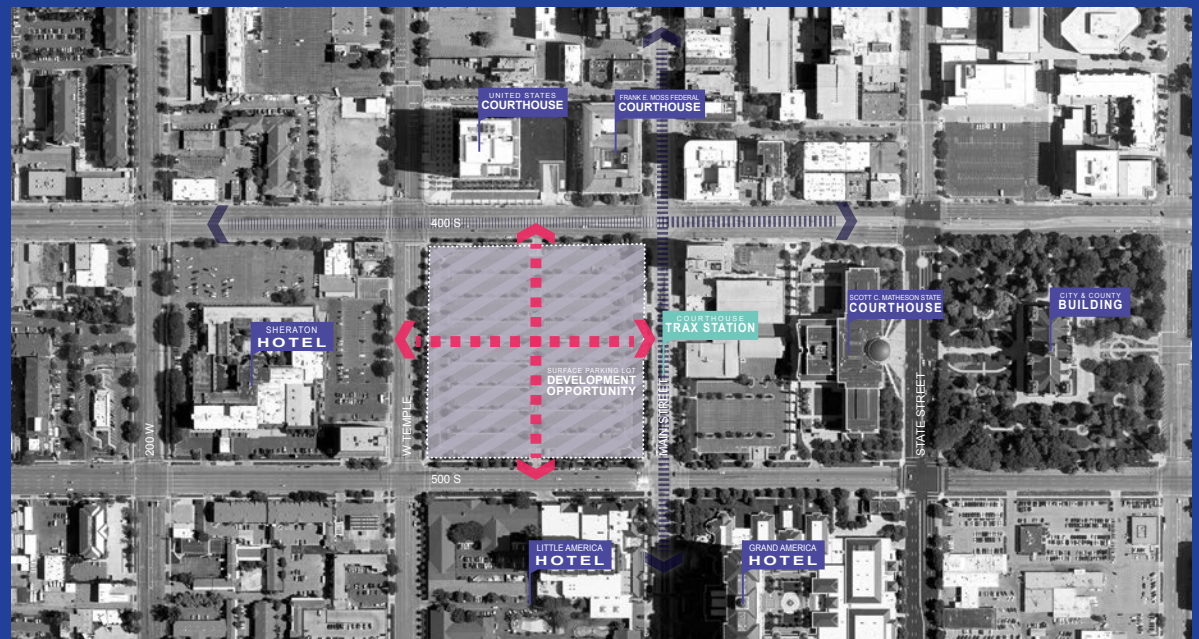 UNITED STATES
COURTHOUSE
FRANK E. MOSS FEDERAL
COURTHOUSE
400 S
SCOTT C. MATHESON STATE
COURTHOUSE
CITY & COUNTY
BUILDING
COURTHOUSE
TRAX STATION
SHERATON
HOTEL
SURFACE PARKING LOT
DEVELOPMENT
OPPORTUNITY
200 W
W TEMPLE
MAIN STREET
STATE STREET
500 S
LITTLE AMERICA
HOTEL
GRAND AMERICA
HOTEL